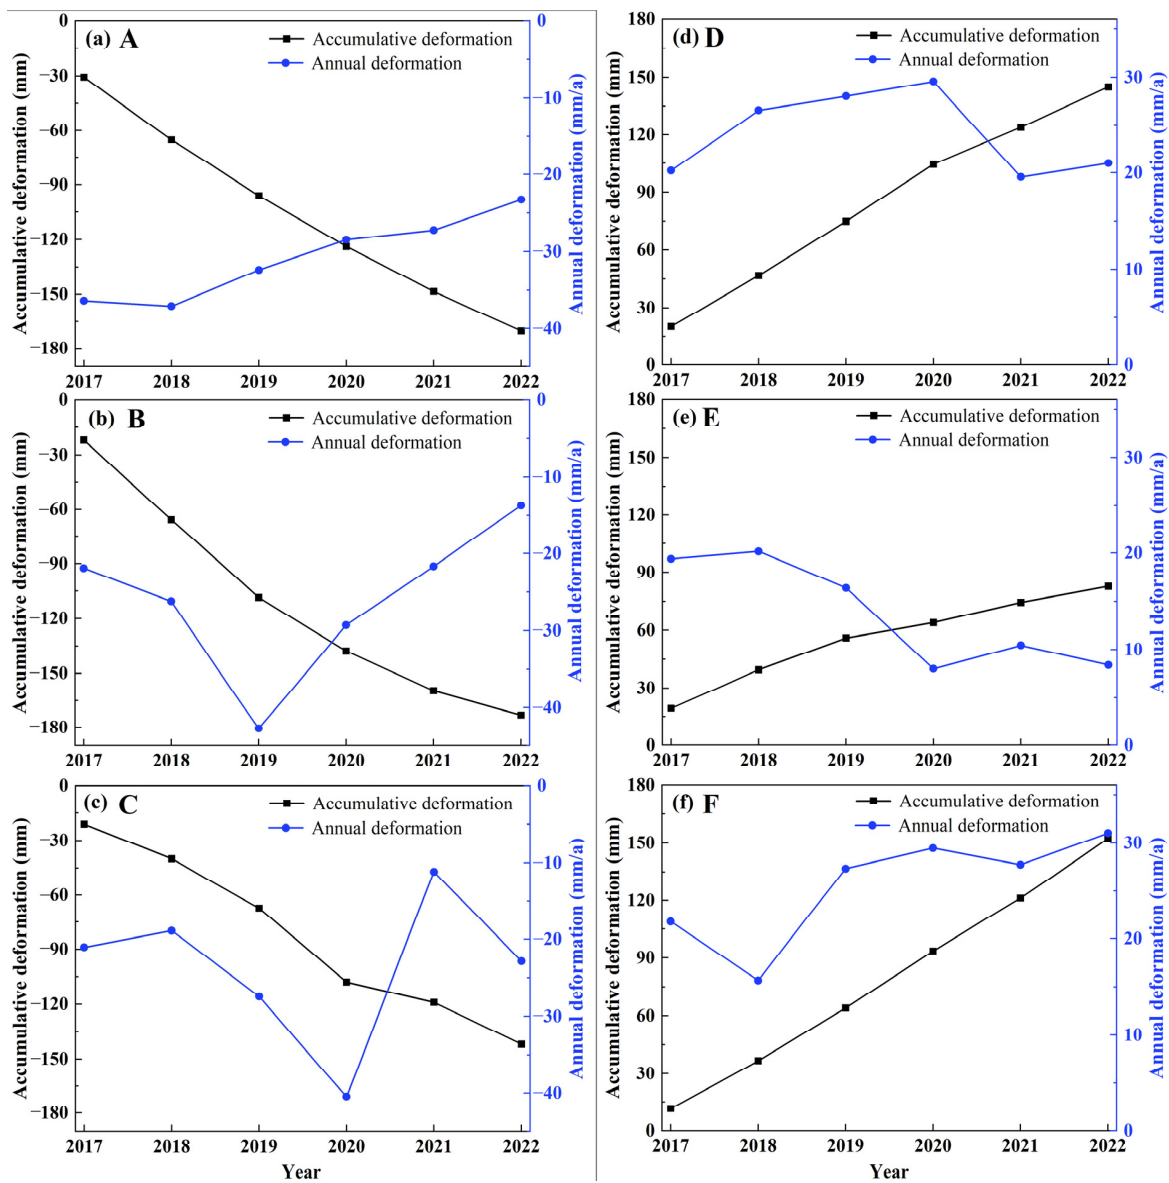 (a) A
Accumulative deformation
Annual deformation
0
−30
−60
−90
−120
−150
−180
Accumulative deformation (mm)
0
−10
−20
−30
−40
Annual deformation (mm/a)
2017 2018 2019 2020 2021 2022
(b) B
Accumulative deformation
Annual deformation
0
−30
−60
−90
−120
−150
−180
Accumulative deformation (mm)
0
−10
−20
−30
−40
Annual deformation (mm/a)
2017 2018 2019 2020 2021 2022
(c) C
Accumulative deformation
Annual deformation
0
−30
−60
−90
−120
−150
−180
Accumulative deformation (mm)
0
−10
−20
−30
−40
Annual deformation (mm/a)
2017 2018 2019 2020 2021 2022
Year
(d) D
Accumulative deformation
Annual deformation
180
150
120
90
60
30
0
Accumulative deformation (mm)
30
20
10
0
Annual deformation (mm/a)
2017 2018 2019 2020 2021 2022
(e) E
Accumulative deformation
Annual deformation
180
150
120
90
60
30
0
Accumulative deformation (mm)
30
20
10
0
Annual deformation (mm/a)
2017 2018 2019 2020 2021 2022
(f) F
Accumulative deformation
Annual deformation
180
150
120
90
60
30
0
Accumulative deformation (mm)
30
20
10
0
Annual deformation (mm/a)
2017 2018 2019 2020 2021 2022
Year